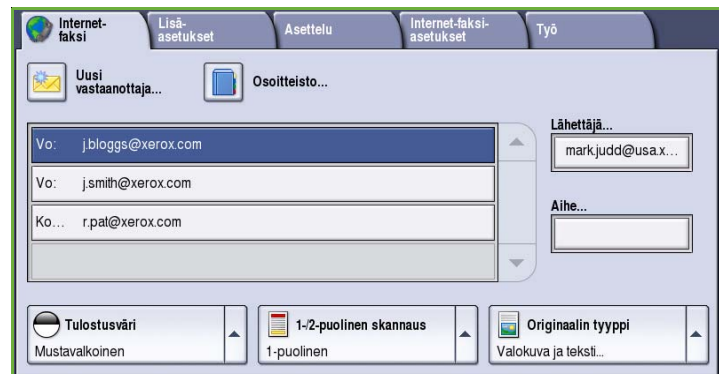 Internet-
faksi
Lisä-
asetukset
Asettelu
Internet-faksi-
asetukset
Työ
Uusi
vastaanottaja...
Osoitteisto...
Vo: j.bloggs@xerox.com
Vo: j.smith@xerox.com
Ko... r.pat@xerox.com
Lähettäjä...
mark.judd@usa.x...
Aihe...
Tulostusväri
Mustavalkoinen
1-/2-puolinen skannaus
1-puolinen
Originaalin tyyppi
Valokuva ja teksti...